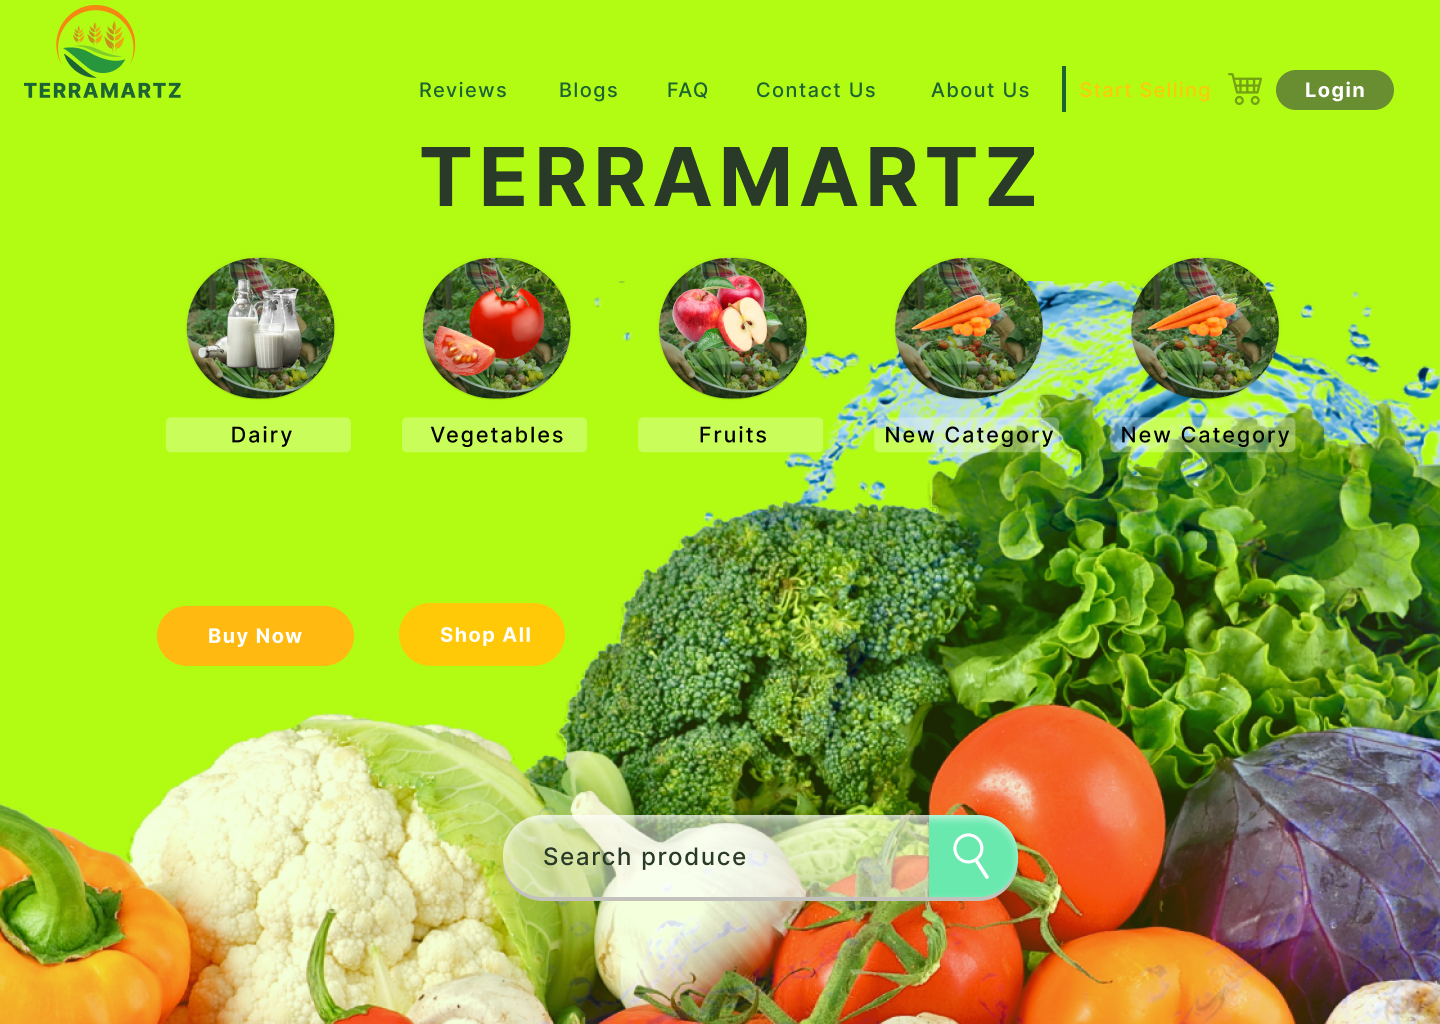 TERRAMARTZ
Reviews
Blogs
FAQ
Contact Us
About Us
Start Selling
Login
TERRAMARTZ
Dairy
Vegetables
Fruits
New Category
New Category
Buy Now
Shop All
Search produce